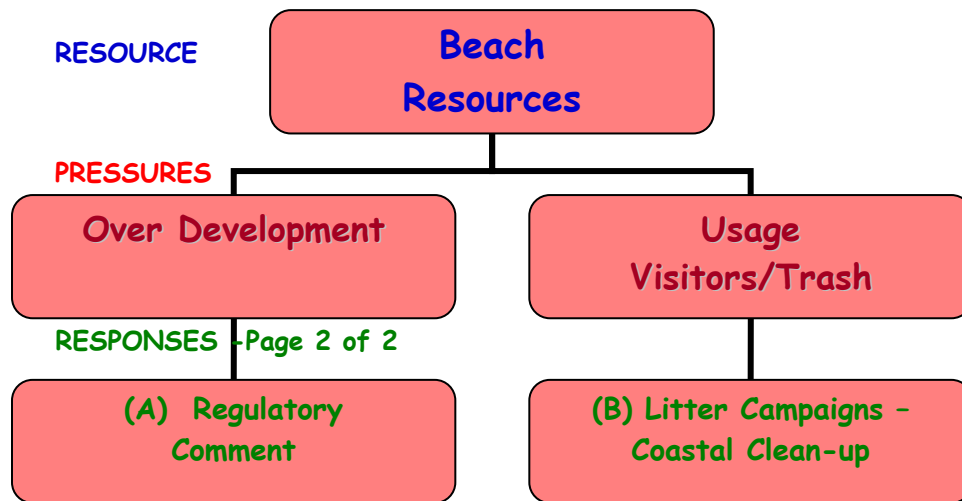 RESOURCE
Beach
Resources
PRESSURES
Over Development
Usage
Visitors/Trash
RESPONSES -Page 2 of 2
(A) Regulatory
Comment
(B) Litter Campaigns –
Coastal Clean-up